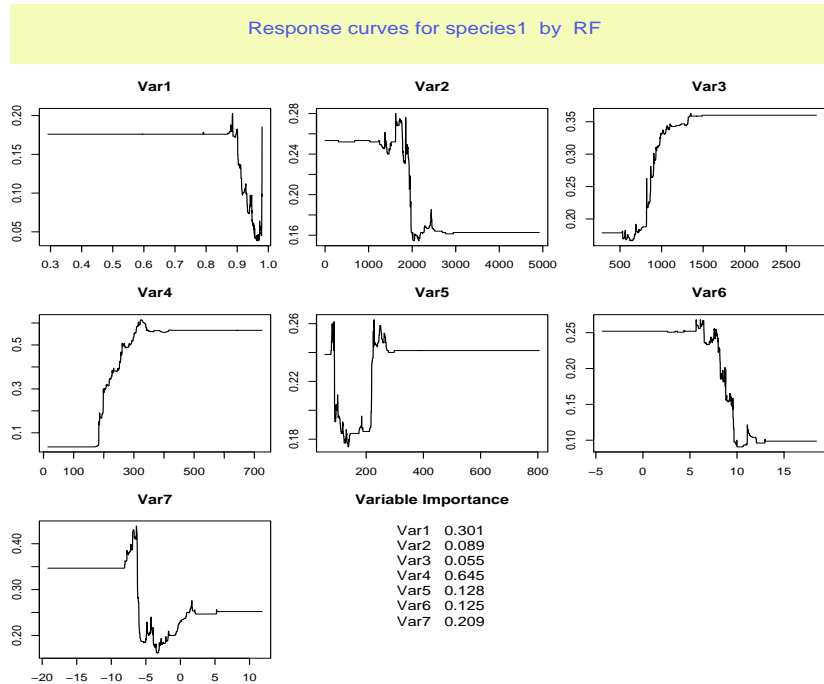 Response curves for species1 by RF
Var1
0.05 0.10 0.15 0.20
0.3 0.4 0.5 0.6 0.7 0.8 0.9 1.0
Var2
0.16 0.20 0.24 0.28
0 1000 2000 3000 4000 5000
Var3
0.20 0.25 0.30 0.35
500 1000 1500 2000 2500
Var4
0.1 0.3 0.5
0 100 300 500 700
Var5
0.18 0.22 0.26
200 400 600 800
Var6
0.10 0.15 0.20 0.25
−5 0 5 10 15
Var7
0.20 0.30 0.40
−20 −15 −10 −5 0 5 10
Variable Importance
Var1 0.301
Var2 0.089
Var3 0.055
Var4 0.645
Var5 0.128
Var6 0.125
Var7 0.209